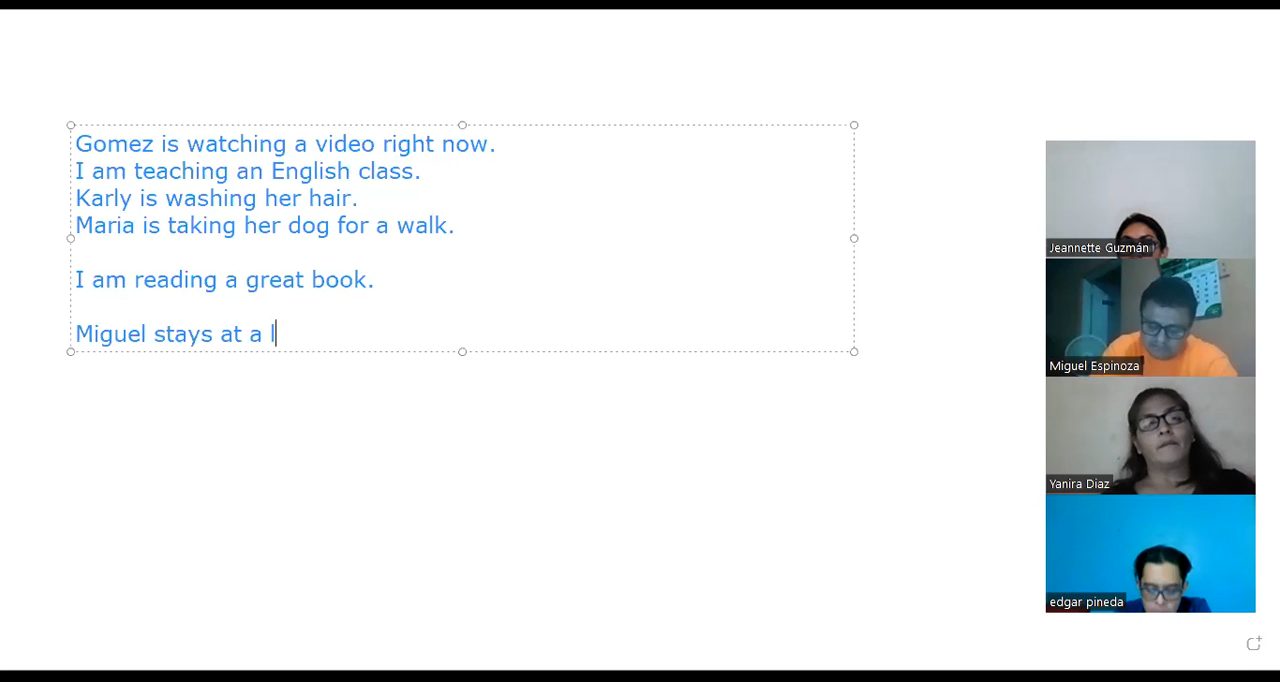 Gomez is watching a video right now.
I am teaching an English class.
Karly is washing her hair.
Maria is taking her dog for a walk.
I am reading a great book.
Miguel stays at a l
Jeannette Guzmán
Miguel Espinoza
Yanira Diaz
edgar pineda